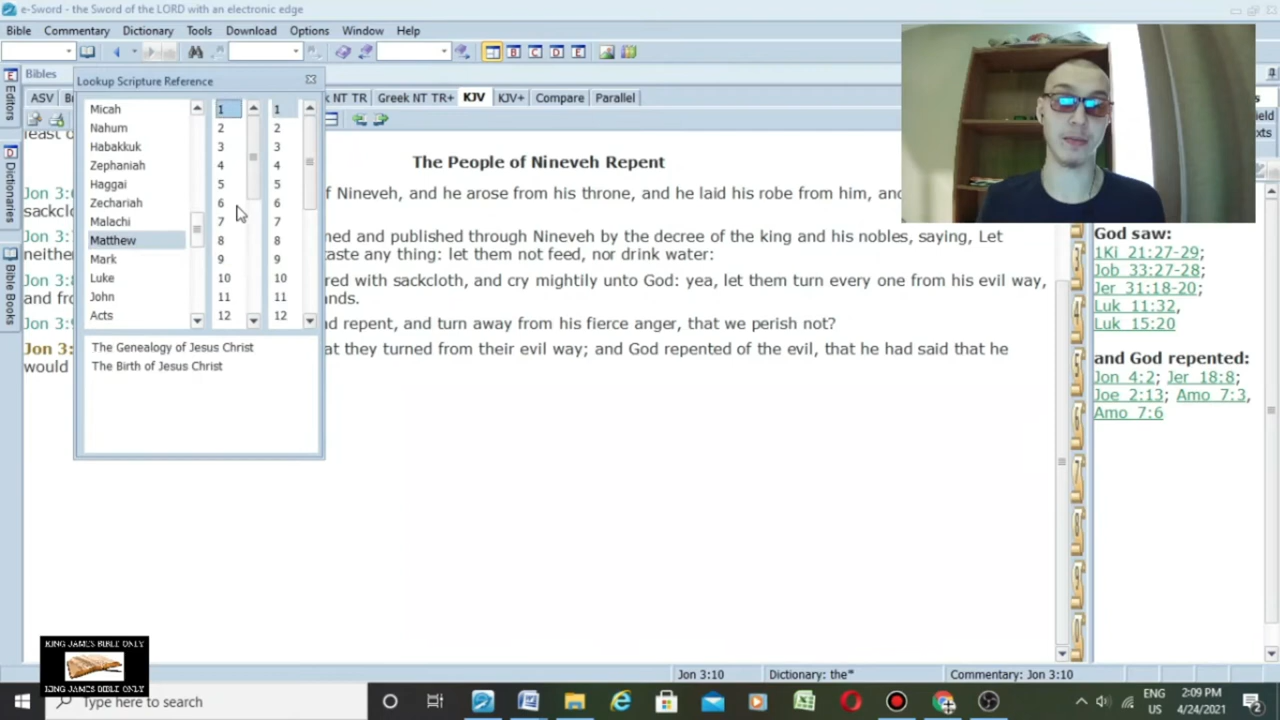 e-Sword - the Sword of the LORD with an electronic edge
Bible Commentary Dictionary Tools Download Options Window Help
B C D E
Bibles
ASV
k NT TR Greek NT TR+ KJV KJV+ Compare Parallel
Editors
Dictionaries
Bible Books
Lookup Scripture Reference
Micah 1 1
Nahum 2 2
Habakkuk 3 3
Zephaniah 4 4
Haggai 5 5
Zechariah 6 6
Malachi 7 7
Matthew 8 8
Mark 9 9
Luke 10 10
John 11 11
Acts 12 12
The Genealogy of Jesus Christ
The Birth of Jesus Christ
least o
The People of Nineveh Repent
Jon 3: f Nineveh, and he arose from his throne, and he laid his robe from him, and
sackclo
Jon 3: ned and published through Nineveh by the decree of the king and his nobles, saying, Let
neither taste any thing: let them not feed, nor drink water:
Jon 3: red with sackcloth, and cry mightily unto God: yea, let them turn every one from his evil way,
and fro ands.
Jon 3: nd repent, and turn away from his fierce anger, that we perish not?
Jon 3: at they turned from their evil way; and God repented of the evil, that he had said that he
would
God saw:
1Ki 21:27-29;
Job 33:27-28;
Jer 31:18-20;
Luk 11:32,
Luk 15:20
and God repented:
Jon 4:2; Jer 18:8;
Joe 2:13; Amo 7:3,
Amo 7:6
Jon 3:10 Dictionary: the* Commentary: Jon 3:10
KING JAMES BIBLE ONLY
KING JAMES BIBLE ONLY
Type here to search
ENG
US
2:09 PM
4/24/2021
2